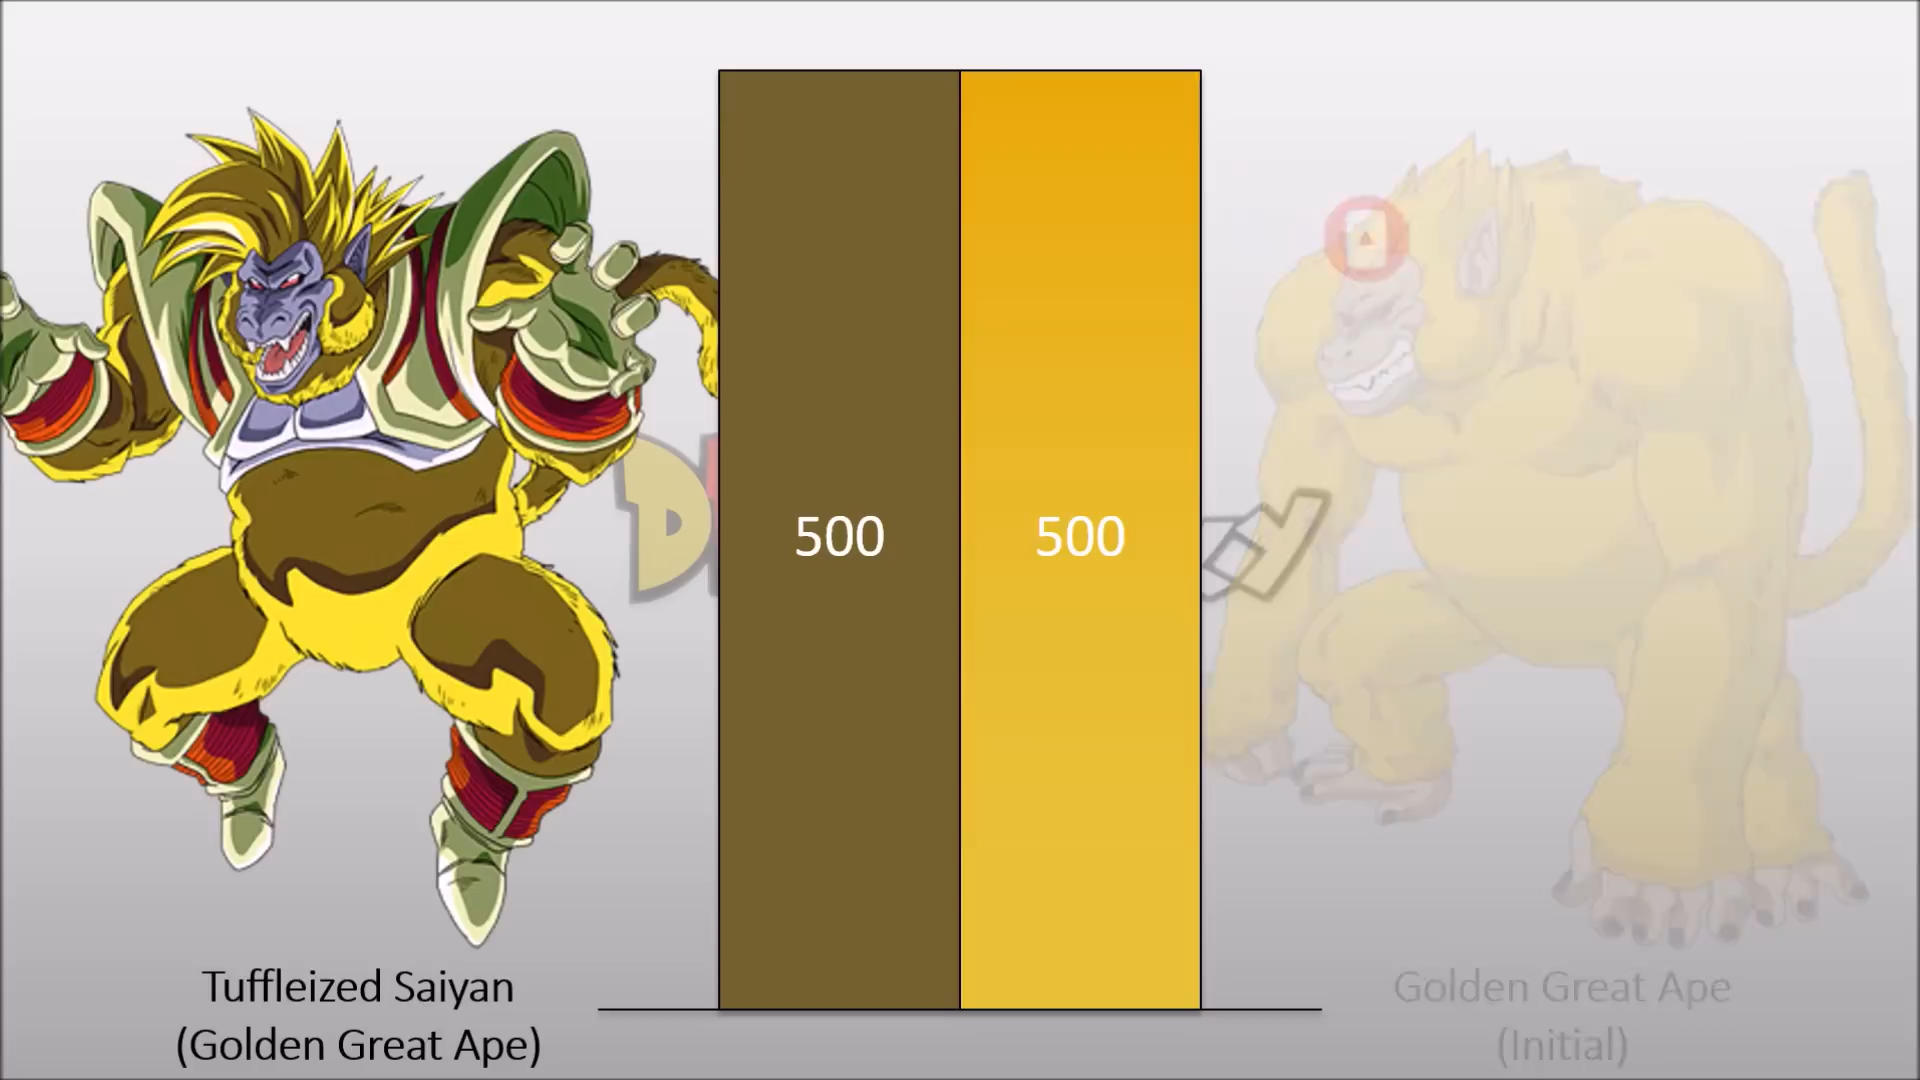 500
500
Tuffleized Saiyan
(Golden Great Ape)
Golden Great Ape
(Initial)